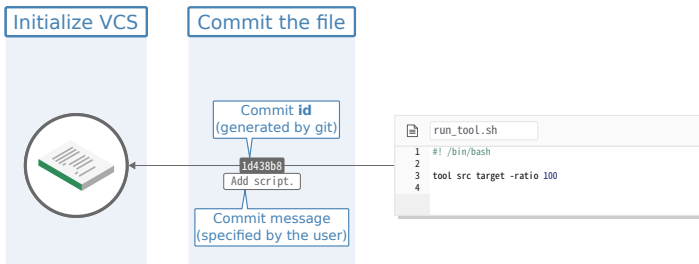 Initialize VCS
Commit the file
Commit id
(generated by git)
1d438b8
Add script.
Commit message
(specified by the user)
run_tool.sh
1 #! /bin/bash
2
3 tool src target -ratio 100
4